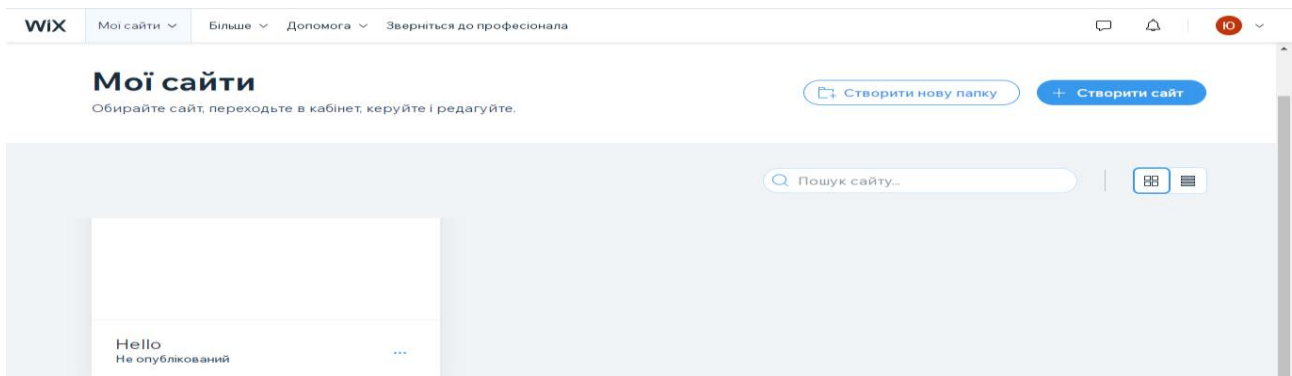 WiX Мої сайти Більше Допомога Зверніться до професіонала Ю
Мої сайти
Обирайте сайт, переходьте в кабінет, керуйте і редагуйте.
Створити нову папку
+ Створити сайт
Пошук сайту...
Hello
Не опублікований
...